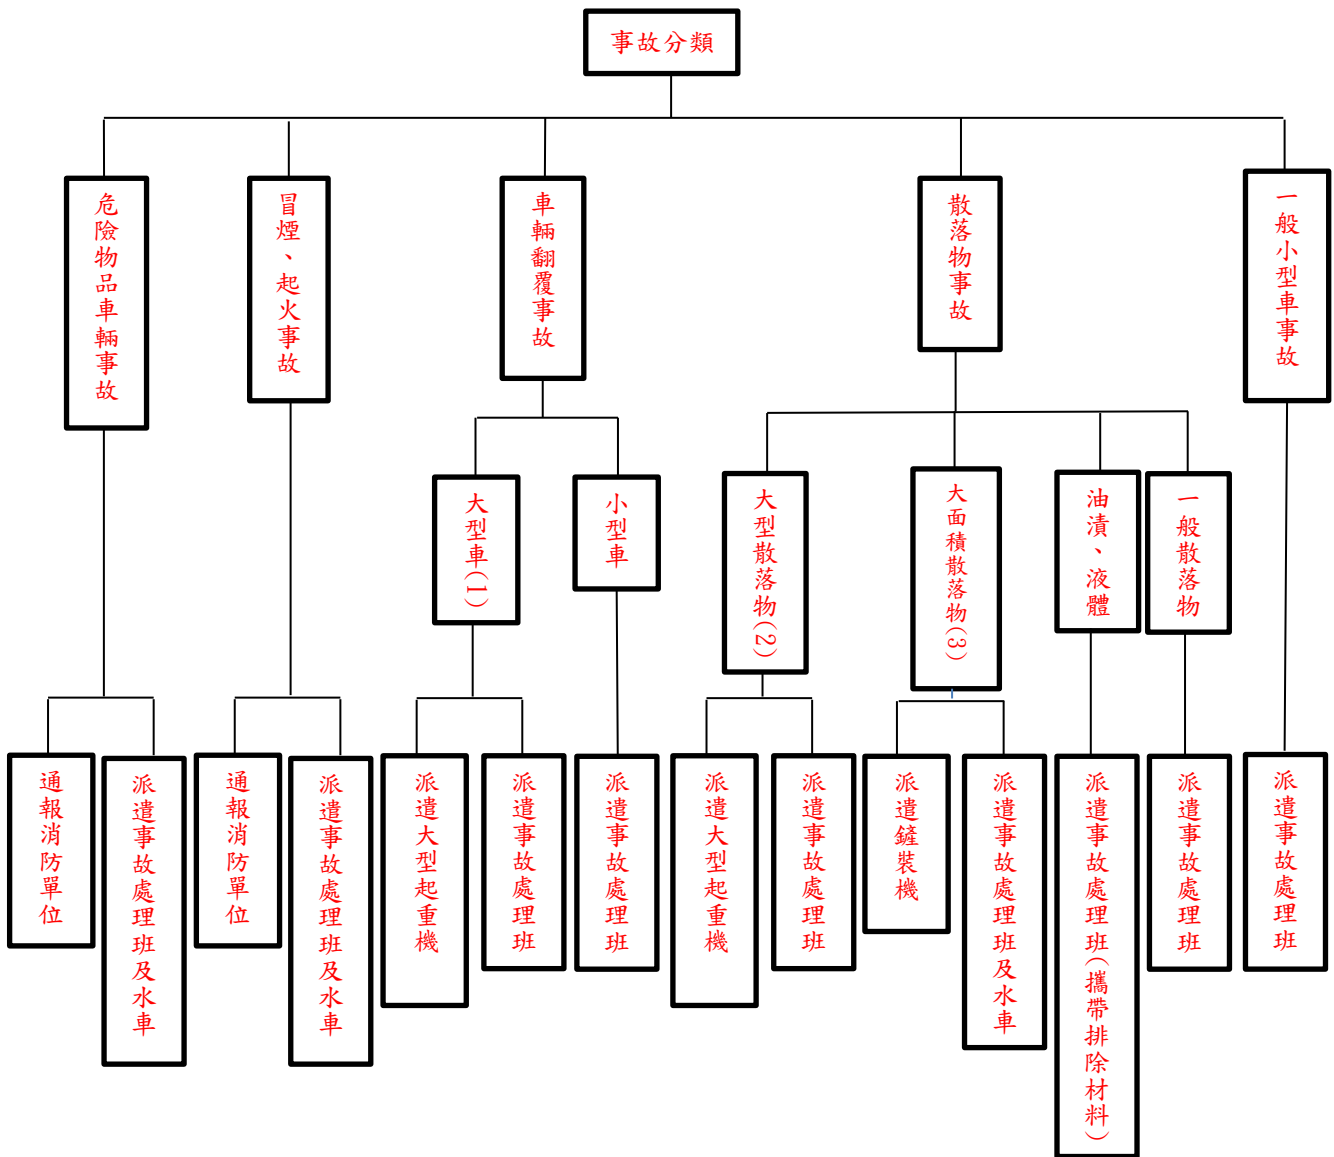 事故分類
危險物品車輛事故
冒煙、起火事故
車輛翻覆事故
散落物事故
一般小型車事故
大型車(1)
小型車
大型散落物(2)
大面積散落物(3)
油漬、液體
一般散落物
通報消防單位
派遣事故處理班及水車
通報消防單位
派遣事故處理班及水車
派遣大型起重機
派遣事故處理班
派遣事故處理班
派遣大型起重機
派遣事故處理班
派遣鏟裝機
派遣事故處理班及水車
派遣事故處理班(攜帶排除材料)
派遣事故處理班
派遣事故處理班